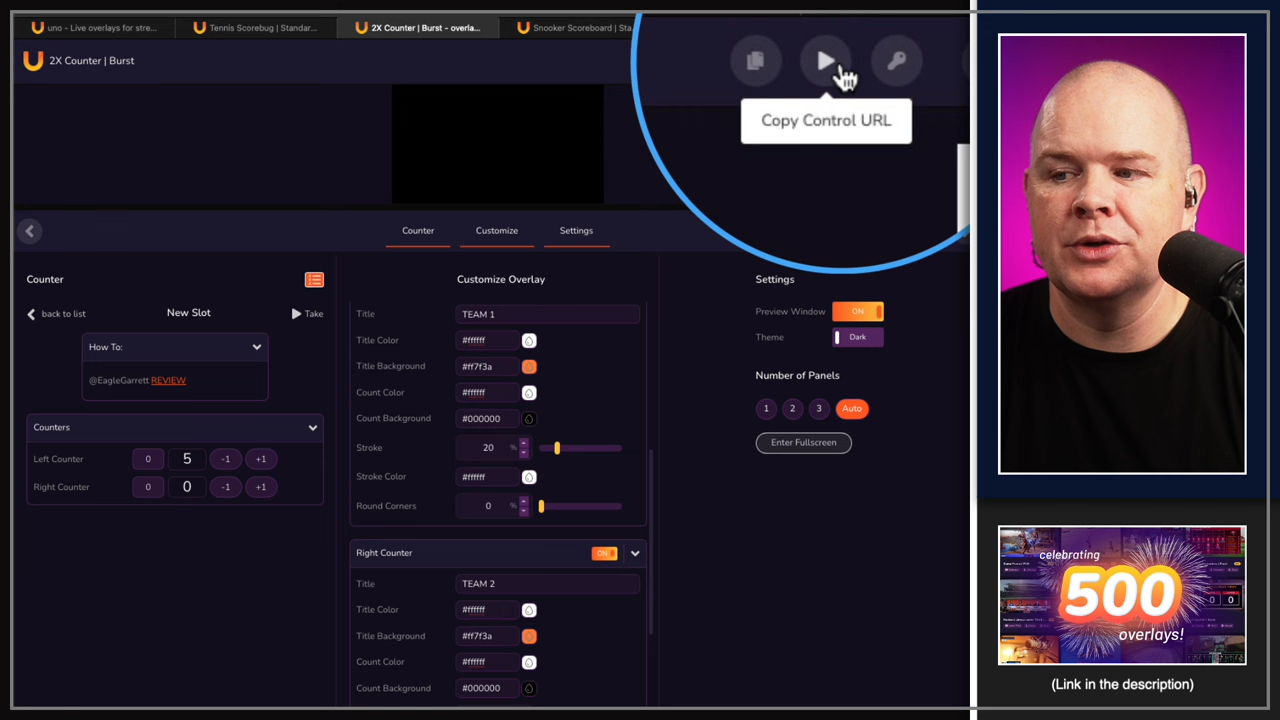 uno - Live overlays for stre...
Tennis Scorebug | Standar...
2X Counter | Burst - overla...
Snooker Scoreboard | Sta
2X Counter | Burst
Copy Control URL
Counter
Customize
Settings
Counter
back to list
New Slot
Take
How To:
@EagleGarrett REVIEW
Counters
Left Counter 0 5 -1 +1
Right Counter 0 0 -1 +1
Customize Overlay
Title TEAM 1
Title Color #ffffff
Title Background #ff7f3a
Count Color #ffffff
Count Background #000000
Stroke 20 %
Stroke Color #ffffff
Round Corners 0 %
Right Counter ON
Title TEAM 2
Title Color #ffffff
Title Background #ff7f3a
Count Color #ffffff
Count Background #000000
Settings
Preview Window ON
Theme Dark
Number of Panels
1 2 3 Auto
Enter Fullscreen
celebrating
500
overlays!
(Link in the description)